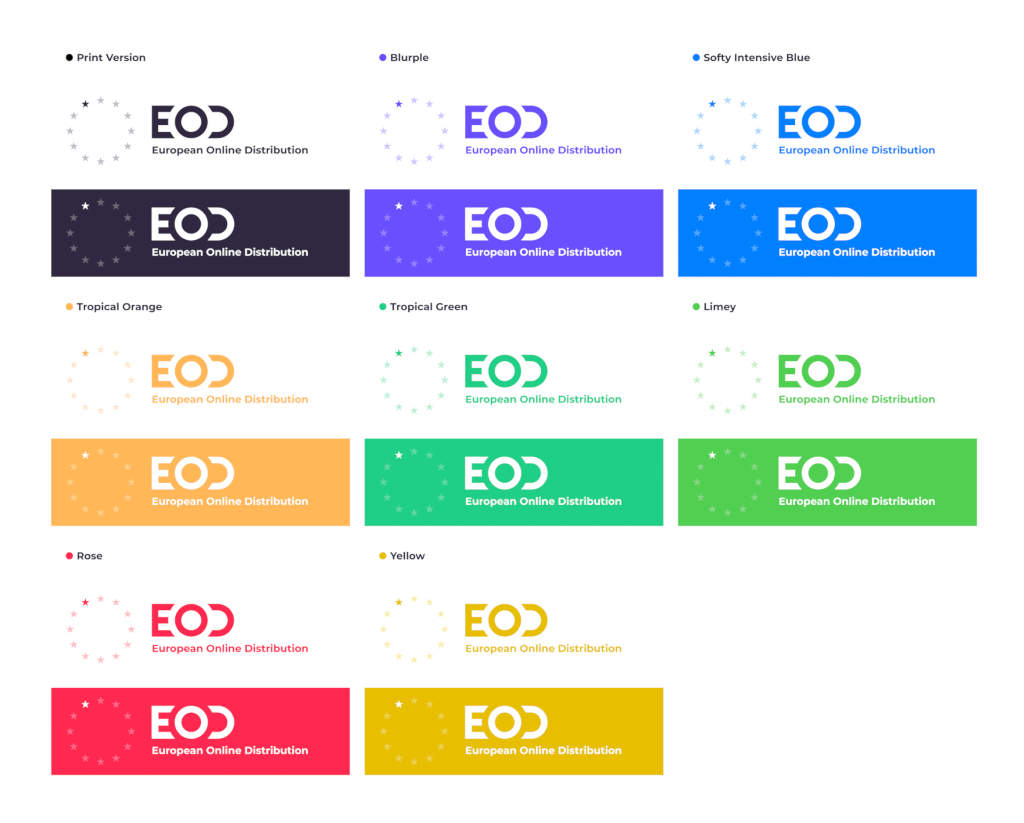 Print Version
EOD
European Online Distribution
EOD
European Online Distribution
Blurple
EOD
European Online Distribution
EOD
European Online Distribution
Softy Intensive Blue
EOD
European Online Distribution
EOD
European Online Distribution
Tropical Orange
EOD
European Online Distribution
EOD
European Online Distribution
Tropical Green
EOD
European Online Distribution
EOD
European Online Distribution
Limey
EOD
European Online Distribution
EOD
European Online Distribution
Rose
EOD
European Online Distribution
EOD
European Online Distribution
Yellow
EOD
European Online Distribution
EOD
European Online Distribution